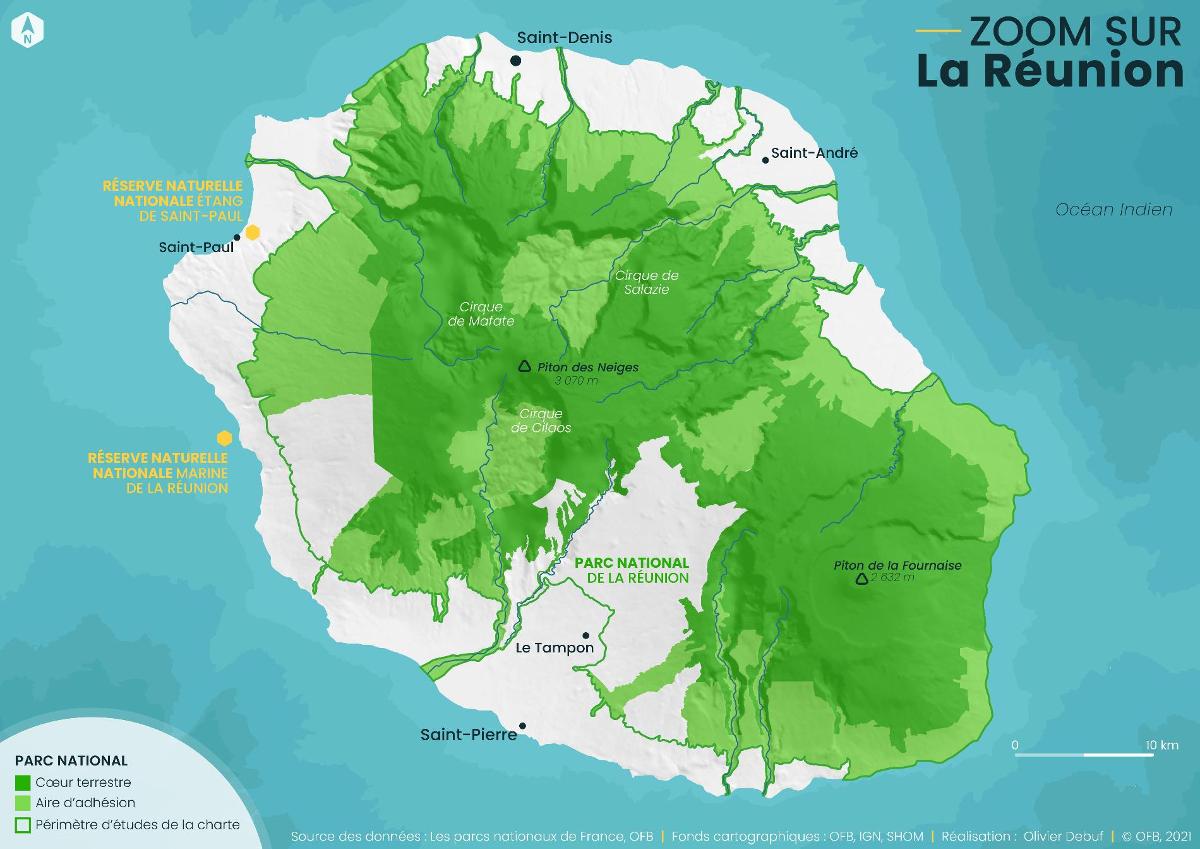 N
ZOOM SUR
La Réunion
Saint-Denis
Saint-André
RÉSERVE NATURELLE
NATIONALE ÉTANG
DE SAINT-PAUL
Océan Indien
Saint-Paul
Cirque de
Salazie
Cirque
de Mafate
Piton des Neiges
3 070 m
Cirque
de Cilaos
RÉSERVE NATURELLE
NATIONALE MARINE
DE LA RÉUNION
PARC NATIONAL
DE LA RÉUNION
Piton de la Fournaise
2 632 m
Le Tampon
Saint-Pierre
0 10 km
PARC NATIONAL
Cœur terrestre
Aire d'adhésion
Périmètre d'études de la charte
Source des données : Les parcs nationaux de France, OFB | Fonds cartographiques : OFB, IGN, SHOM | Réalisation : Olivier Debuf | © OFB, 2021